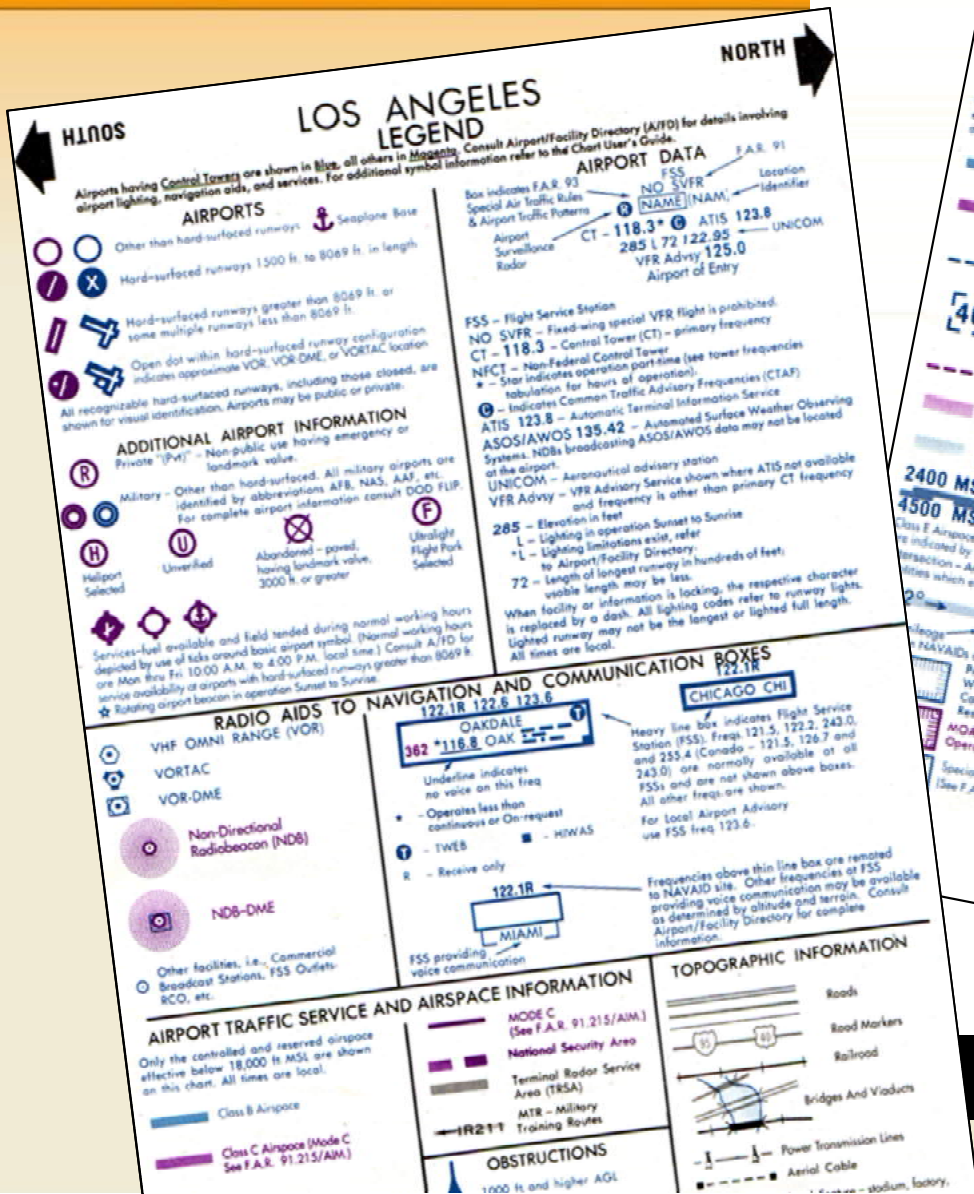 SOUTH
NORTH
LOS ANGELES
LEGEND
Airports having Control Towers are shown in Blue, all others in Magenta. Consult Airport/Facility Directory (A/FD) for details involving
airport lighting, navigation aids, and services. For additional symbol information refer to the Chart User's Guide.
AIRPORTS
Other than hard-surfaced runways
Seaplane Base
Hard-surfaced runways 1500 ft. to 8069 ft. in length
Hard-surfaced runways greater than 8069 ft. or
some multiple runways less than 8069 ft.
Open dot within hard-surfaced runway configuration
indicates approximate VOR, VOR-DME, or VORTAC location
All recognizable hard-surfaced runways, including those closed, are
shown for visual identification. Airports may be public or private.
ADDITIONAL AIRPORT INFORMATION
R
Private "(Pvt)" - Non-public use having emergency or
landmark value.
Military - Other than hard-surfaced. All military airports are
identified by abbreviations AFB, NAS, AAF, etc.
For complete airport information consult DOD FLIP.
H
Heliport
Selected
U
Unverified
Abandoned - paved,
having landmark value,
3000 ft. or greater
F
Ultralight
Flight Park
Selected
Services-fuel available and field tended during normal working hours
depicted by use of ticks around basic airport symbol. (Normal working hours
are Mon thru Fri 10:00 A.M. to 4:00 P.M. local time.) Consult A/FD for
service availability at airports with hard-surfaced runways greater than 8069 ft.
Rotating airport beacon in operation Sunset to Sunrise.
AIRPORT DATA
F.A.R. 91
Box indicates F.A.R. 93
Special Air Traffic Rules
& Airport Traffic Patterns
Airport
Surveillance
Radar
FSS
NO SVFR
R NAME (NAM)
Location
Identifier
CT - 118.3* C ATIS 123.8
285 L 72 122.95
UNICOM
VFR Advsy 125.0
Airport of Entry
FSS - Flight Service Station
NO SVFR - Fixed-wing special VFR flight is prohibited.
CT - 118.3 - Control Tower (CT) - primary frequency
NFCT - Non-Federal Control Tower
* - Star indicates operation part-time (see tower frequencies
tabulation for hours of operation).
C - Indicates Common Traffic Advisory Frequencies (CTAF)
ATIS 123.8 - Automatic Terminal Information Service
ASOS/AWOS 135.42 - Automated Surface Weather Observing
Systems. NDBs broadcasting ASOS/AWOS data may not be located
at the airport.
UNICOM - Aeronautical advisory station
VFR Advsy - VFR Advisory Service shown where ATIS not available
and frequency is other than primary CT frequency
285 - Elevation in feet
L - Lighting in operation Sunset to Sunrise
*L - Lighting limitations exist, refer
to Airport/Facility Directory.
72 - Length of longest runway in hundreds of feet;
usable length may be less.
When facility or information is lacking, the respective character
is replaced by a dash. All lighting codes refer to runway lights.
Lighted runway may not be the longest or lighted full length.
All times are local.
RADIO AIDS TO NAVIGATION AND COMMUNICATION BOXES
VHF OMNI RANGE (VOR)
VORTAC
VOR-DME
Non-Directional
Radiobeacon (NDB)
NDB-DME
Other facilities, i.e., Commercial
Broadcast Stations, FSS Outlets-
RCO, etc.
122.1R 122.6 123.6
OAKDALE
T
362 *116.8 OAK
Underline indicates
no voice on this freq
* - Operates less than
continuous or On-request
T - TWEB
- HIWAS
R - Receive only
122.1R
MIAMI
FSS providing
voice communication
122.1R
CHICAGO CHI
Heavy line box indicates Flight Service
Station (FSS). Freqs. 121.5, 122.2, 243.0,
and 255.4 (Canada - 121.5, 126.7 and
243.0) are normally available at all
FSSs and are not shown above boxes.
All other freqs. are shown.
For Local Airport Advisory
use FSS freq 123.6.
Frequencies above thin line box are remoted
to NAVAID site. Other frequencies at FSS
providing voice communication may be available
as determined by altitude and terrain. Consult
Airport/Facility Directory for complete
information.
AIRPORT TRAFFIC SERVICE AND AIRSPACE INFORMATION
Only the controlled and reserved airspace
effective below 18,000 ft MSL are shown
on this chart. All times are local.
Class B Airspace
Class C Airspace (Mode C
See F.A.R. 91.215/AIM.)
MODE C
(See F.A.R. 91.215/AIM.)
National Security Area
Terminal Radar Service
Area (TRSA)
IR211
MTR - Military
Training Routes
OBSTRUCTIONS
1000 ft and higher AGL
TOPOGRAPHIC INFORMATION
Roads
95
40
Road Markers
Railroad
Bridges And Viaducts
Power Transmission Lines
Aerial Cable
stadium, factory,
2400 MS
4500 MS
Class E Airspace